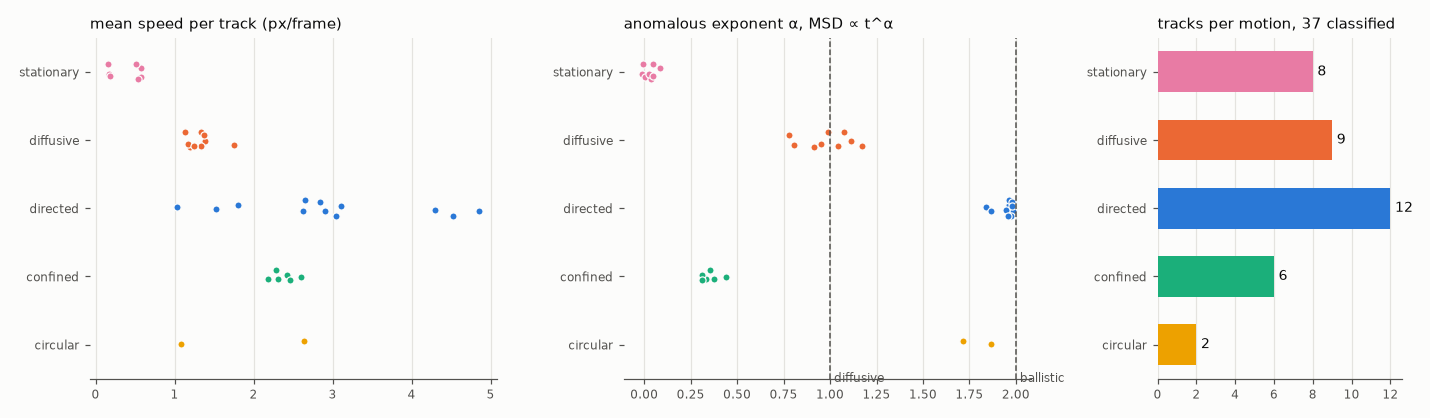 mean speed per track (px/frame)
stationary
diffusive
directed
confined
circular
0 1 2 3 4 5
anomalous exponent α, MSD ∝ t^α
stationary
diffusive
directed
confined
circular
diffusive
ballistic
0.00 0.25 0.50 0.75 1.00 1.25 1.50 1.75 2.00
tracks per motion, 37 classified
stationary 8
diffusive 9
directed 12
confined 6
circular 2
0 2 4 6 8 10 12